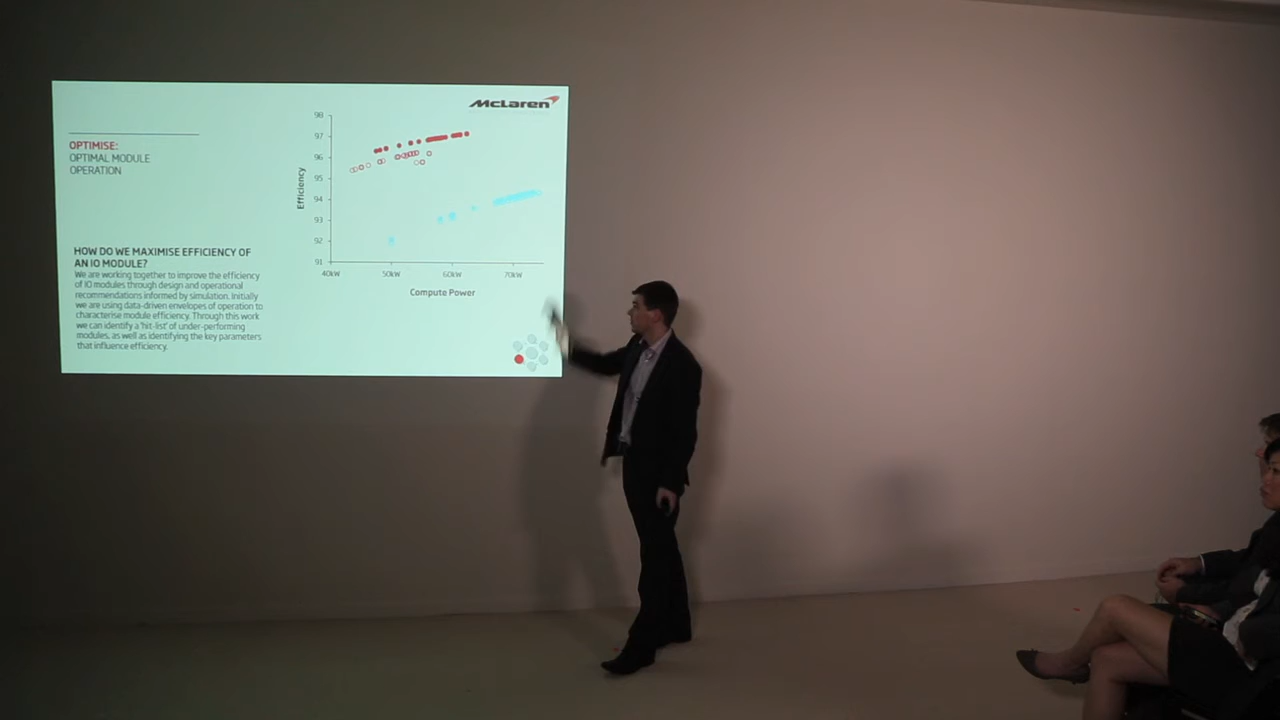 McLaren
OPTIMISE:
OPTIMAL MODULE
OPERATION
HOW DO WE MAXIMISE EFFICIENCY OF
AN IO MODULE?
We are working together to improve the efficiency
of IO modules through design and operational
recommendations informed by simulation. Initially
we are using data-driven envelopes of operation to
characterise module efficiency. Through this work
we can identify a 'hit-list' of under-performing
modules, as well as identifying the key parameters
that influence efficiency.
98
97
96
95
94
93
92
91
Efficiency
40kW 50kW 60kW 70kW
Compute Power